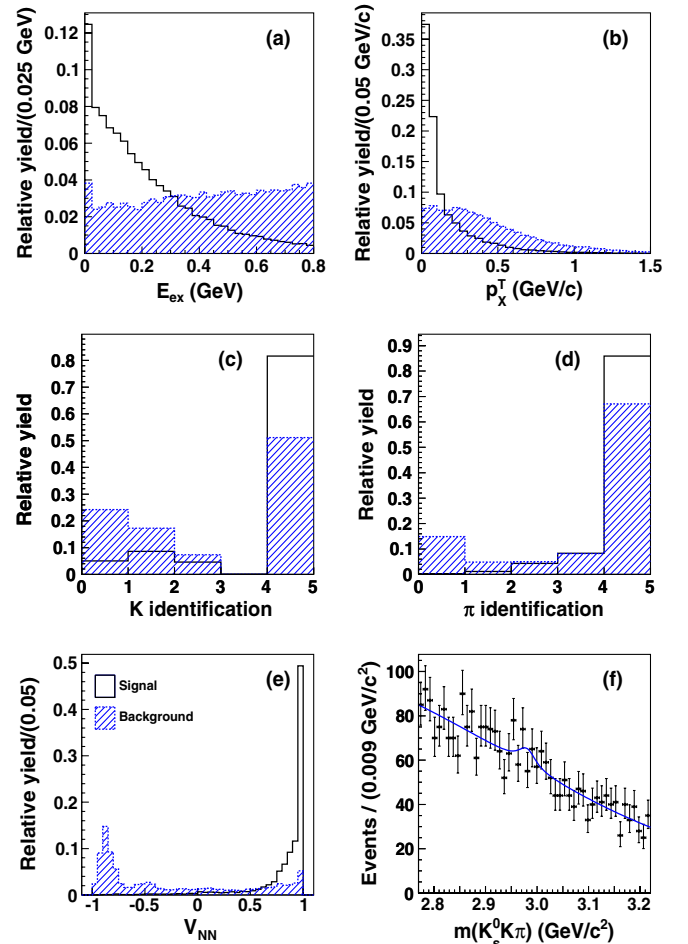 (a)
Relative yield/(0.025 GeV)
0.12
0.1
0.08
0.06
0.04
0.02
0
0 0.2 0.4 0.6 0.8
E_ex (GeV)
(b)
Relative yield/(0.05 GeV/c)
0.35
0.3
0.25
0.2
0.15
0.1
0.05
0
0 0.5 1 1.5
p_X^T (GeV/c)
(c)
Relative yield
0.8
0.7
0.6
0.5
0.4
0.3
0.2
0.1
0
0 1 2 3 4 5
K identification
(d)
Relative yield
0.9
0.8
0.7
0.6
0.5
0.4
0.3
0.2
0.1
0
0 1 2 3 4 5
π identification
(e)
Relative yield/(0.05)
0.5
0.4
0.3
0.2
0.1
0
Signal
Background
-1 -0.5 0 0.5 1
V_NN
(f)
Events / (0.009 GeV/c²)
100
80
60
40
20
0
2.8 2.9 3.0 3.1 3.2
m(K_s^0Kπ) (GeV/c²)